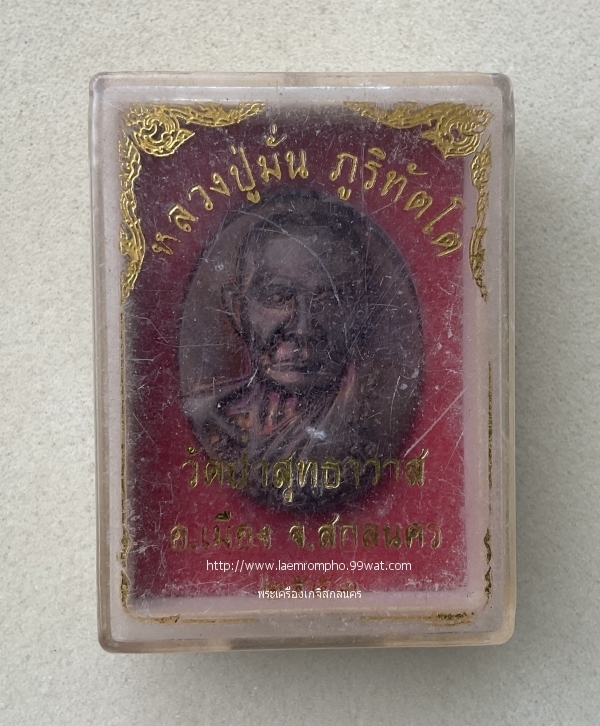 หลวงปู่มั่น ภูริทัตโต
วัดป่าสุทธาวาส
อ.เมือง จ.สกลนคร
http://www.laemrompho.99wat.com
พระเครื่องเกจิสกลนคร